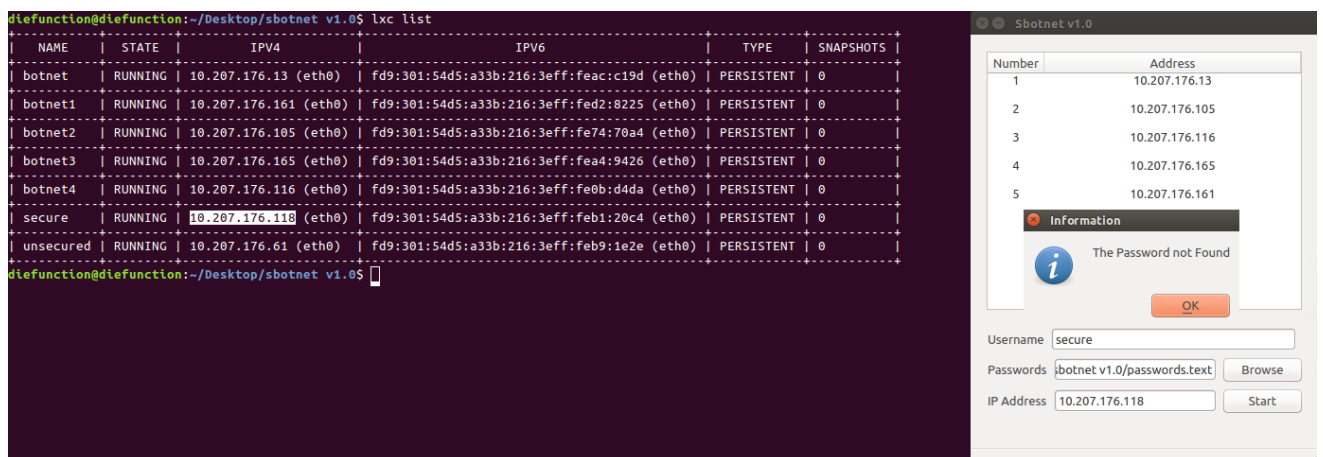 diefunction@diefunction:~/Desktop/sbotnet v1.0$ lxc list
| NAME | STATE | IPV4 | IPV6 | TYPE | SNAPSHOTS |
| botnet | RUNNING | 10.207.176.13 (eth0) | fd9:301:54d5:a33b:216:3eff:feac:c19d (eth0) | PERSISTENT | 0 |
| botnet1 | RUNNING | 10.207.176.161 (eth0) | fd9:301:54d5:a33b:216:3eff:fed2:8225 (eth0) | PERSISTENT | 0 |
| botnet2 | RUNNING | 10.207.176.105 (eth0) | fd9:301:54d5:a33b:216:3eff:fe74:70a4 (eth0) | PERSISTENT | 0 |
| botnet3 | RUNNING | 10.207.176.165 (eth0) | fd9:301:54d5:a33b:216:3eff:fea4:9426 (eth0) | PERSISTENT | 0 |
| botnet4 | RUNNING | 10.207.176.116 (eth0) | fd9:301:54d5:a33b:216:3eff:fe0b:d4da (eth0) | PERSISTENT | 0 |
| secure | RUNNING | 10.207.176.118 (eth0) | fd9:301:54d5:a33b:216:3eff:feb1:20c4 (eth0) | PERSISTENT | 0 |
| unsecured | RUNNING | 10.207.176.61 (eth0) | fd9:301:54d5:a33b:216:3eff:feb9:1e2e (eth0) | PERSISTENT | 0 |
diefunction@diefunction:~/Desktop/sbotnet v1.0$
Sbotnet v1.0
Number Address
1 10.207.176.13
2 10.207.176.105
3 10.207.176.116
4 10.207.176.165
5 10.207.176.161
Information
The Password not Found
OK
Username secure
Passwords sbotnet v1.0/passwords.text Browse
IP Address 10.207.176.118 Start